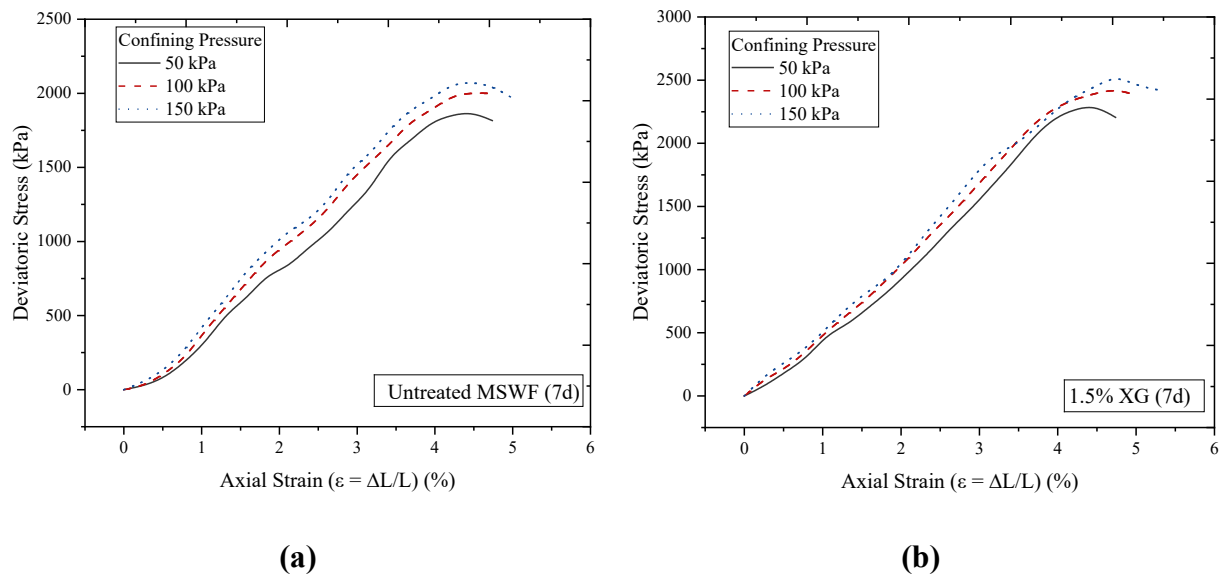 2500
2000
1500
1000
500
0
Deviatoric Stress (kPa)
Confining Pressure
50 kPa
100 kPa
150 kPa
Untreated MSWF (7d)
0 1 2 3 4 5 6
Axial Strain (ε = ΔL/L) (%)
(a)
3000
2500
2000
1500
1000
500
0
Deviatoric Stress (kPa)
Confining Pressure
50 kPa
100 kPa
150 kPa
1.5% XG (7d)
0 1 2 3 4 5 6
Axial Strain (ε = ΔL/L) (%)
(b)